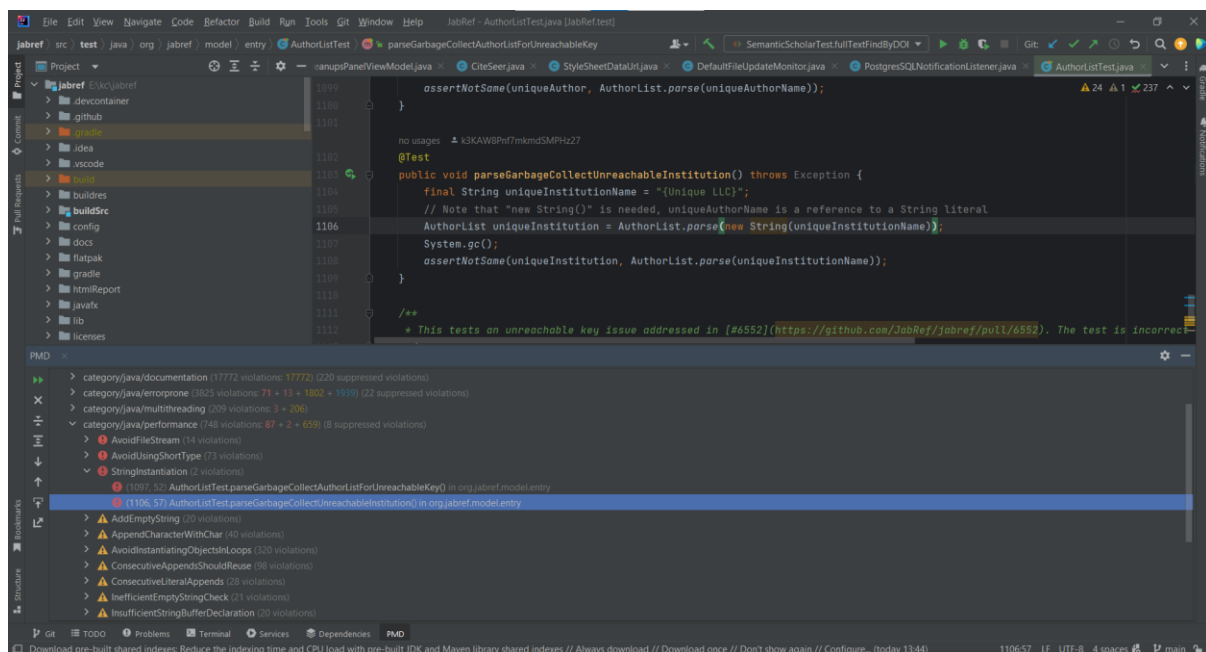 File Edit View Navigate Code Refactor Build Run Tools Git Window Help JabRef - AuthorListTest.java [JabRef.test]
jabref src test java org jabref model entry AuthorListTest parseGarbageCollectAuthorListForUnreachableKey SemanticScholarTest.fullTextFindByDOI Git:
Project eanupsPanelViewModel.java CiteSeer.java StyleSheetDataUrl.java DefaultFileUpdateMonitor.java PostgresSQLNotificationListener.java AuthorListTest.java
Project
Commit
Pull Requests
Bookmarks
Structure
Gradle
Notifications
jabref E:\kc\jabref
.devcontainer
.github
.gradle
.idea
.vscode
build
buildres
buildSrc
config
docs
flatpak
gradle
htmlReport
javafx
lib
licenses
24 1 237
1099 assertNotSame(uniqueAuthor, AuthorList.parse(uniqueAuthorName));
1100 }
1101
no usages k3KAW8Pnf7mkmdSMPHz27
1102 @Test
1103 public void parseGarbageCollectUnreachableInstitution() throws Exception {
1104 final String uniqueInstitutionName = "{Unique LLC}";
1105 // Note that "new String()" is needed, uniqueAuthorName is a reference to a String literal
1106 AuthorList uniqueInstitution = AuthorList.parse(new String(uniqueInstitutionName));
1107 System.gc();
1108 assertNotSame(uniqueInstitution, AuthorList.parse(uniqueInstitutionName));
1109 }
1110
1111 /**
1112 * This tests an unreachable key issue addressed in [#6552](https://github.com/JabRef/jabref/pull/6552). The test is incorrect
PMD
category/java/documentation (17772 violations: 17772) (220 suppressed violations)
category/java/errorprone (3825 violations: 71 + 13 + 1802 + 1939) (22 suppressed violations)
category/java/multithreading (209 violations: 3 + 206)
category/java/performance (748 violations: 87 + 2 + 659) (8 suppressed violations)
AvoidFileStream (14 violations)
AvoidUsingShortType (73 violations)
StringInstantiation (2 violations)
(1097, 52) AuthorListTest.parseGarbageCollectAuthorListForUnreachableKey() in org.jabref.model.entry
(1106, 57) AuthorListTest.parseGarbageCollectUnreachableInstitution() in org.jabref.model.entry
AddEmptyString (20 violations)
AppendCharacterWithChar (40 violations)
AvoidInstantiatingObjectsInLoops (320 violations)
ConsecutiveAppendsShouldReuse (98 violations)
ConsecutiveLiteralAppends (28 violations)
InefficientEmptyStringCheck (21 violations)
InsufficientStringBufferDeclaration (20 violations)
Git TODO Problems Terminal Services Dependencies PMD
Download pre-built shared indexes: Reduce the indexing time and CPU load with pre-built JDK and Maven library shared indexes // Always download // Download once // Don't show again // Configure... (today 13:44) 1106:57 LF UTF-8 4 spaces main